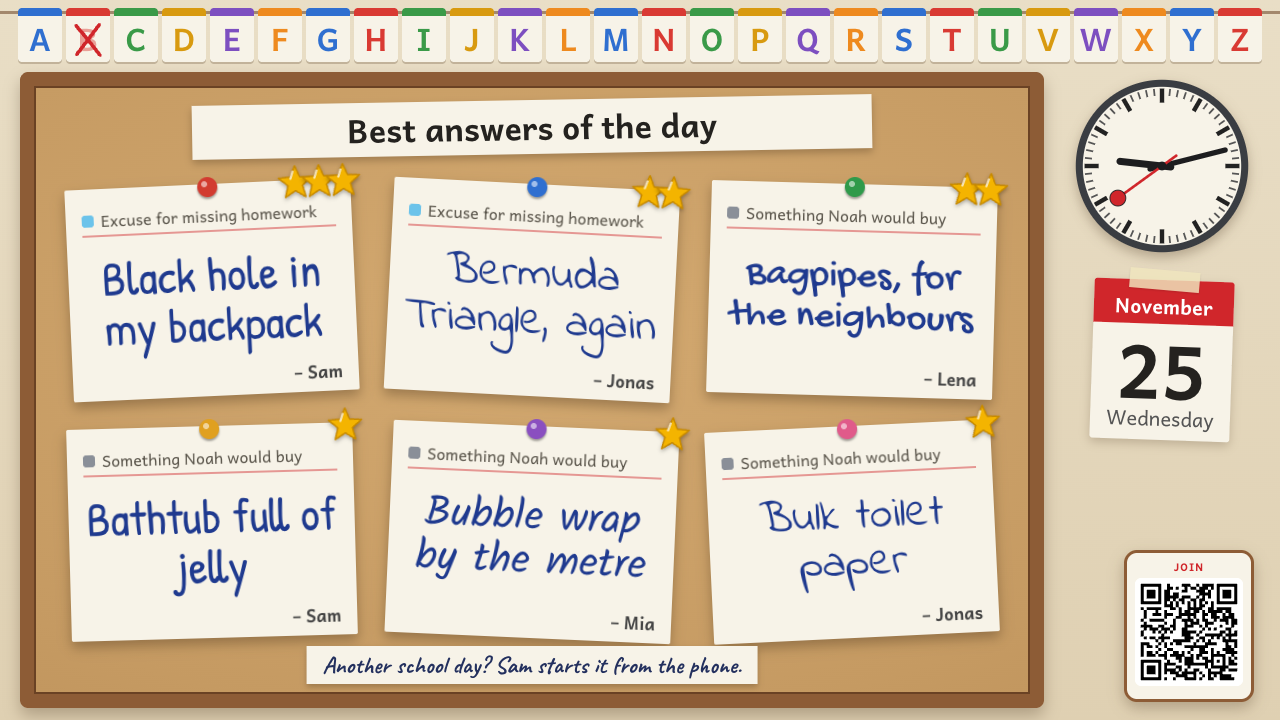 A B C D E F G H I J K L M N O P Q R S T U V W X Y Z
Best answers of the day
Excuse for missing homework
Black hole in
my backpack
– Sam
Excuse for missing homework
Bermuda
Triangle, again
– Jonas
Something Noah would buy
Bagpipes, for
the neighbours
– Lena
Something Noah would buy
Bathtub full of
jelly
– Sam
Something Noah would buy
Bubble wrap
by the metre
– Mia
Something Noah would buy
Bulk toilet
paper
– Jonas
Another school day? Sam starts it from the phone.
November
25
Wednesday
JOIN